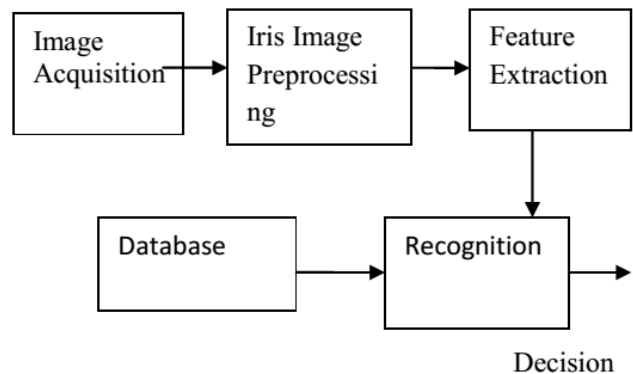 Image
Acquisition
Iris Image
Preprocessi
ng
Feature
Extraction
Database
Recognition
Decision